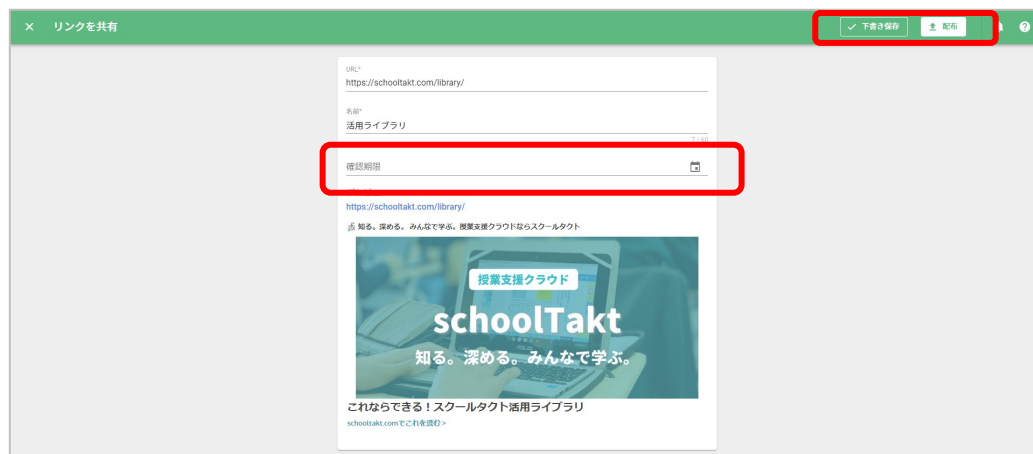 リンクを共有
下書き保存
配布
URL*
https://schooltakt.com/library/
名前*
活用ライブラリ
7 / 60
確認期限
https://schooltakt.com/library/
知る。深める。みんなで学ぶ。授業支援クラウドならスクールタクト
授業支援クラウド
schoolTakt
知る。深める。みんなで学ぶ。
これならできる！スクールタクト活用ライブラリ
schooltakt.comでこれを読む >